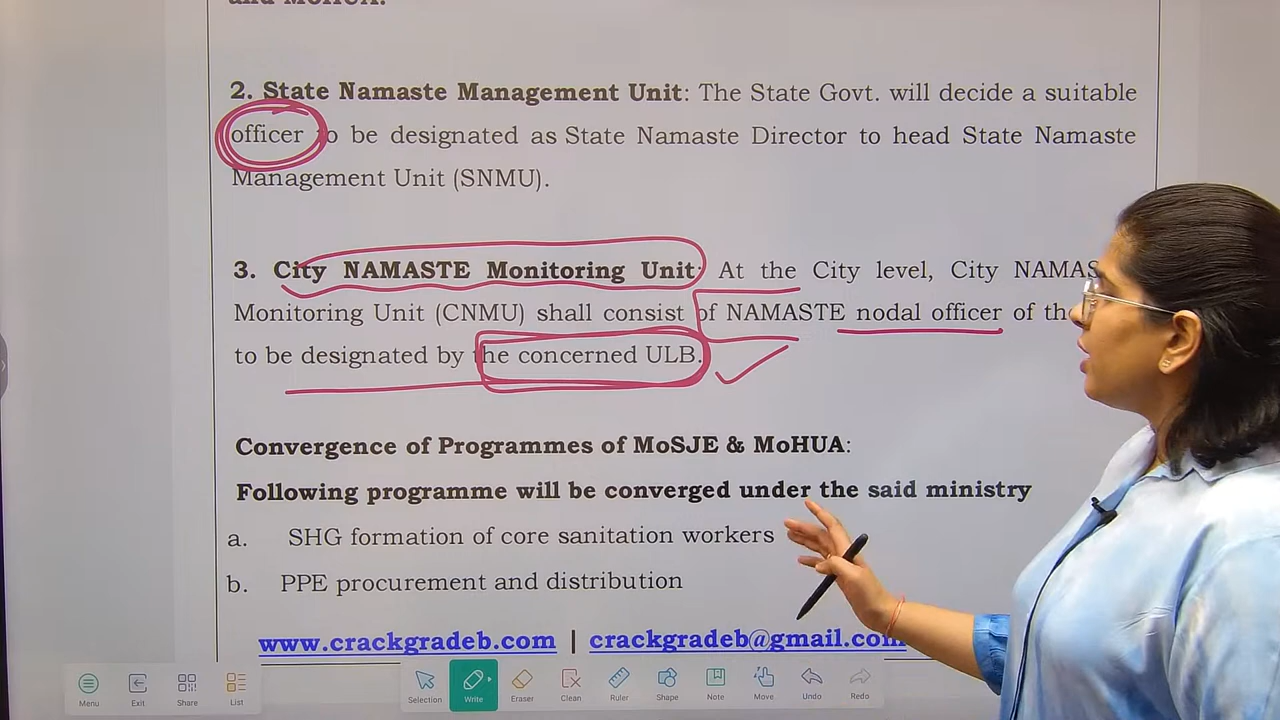 and MoHUA.
2. State Namaste Management Unit: The State Govt. will decide a suitable
officer to be designated as State Namaste Director to head State Namaste
Management Unit (SNMU).
3. City NAMASTE Monitoring Unit: At the City level, City NAMAS
Monitoring Unit (CNMU) shall consist of NAMASTE nodal officer of the
to be designated by the concerned ULB.
Convergence of Programmes of MoSJE & MoHUA:
Following programme will be converged under the said ministry
a. SHG formation of core sanitation workers
b. PPE procurement and distribution
www.crackgradeb.com | crackgradeb@gmail.com
Menu Exit Share List Selection Write Eraser Clean Ruler Shape Note Move Undo Redo